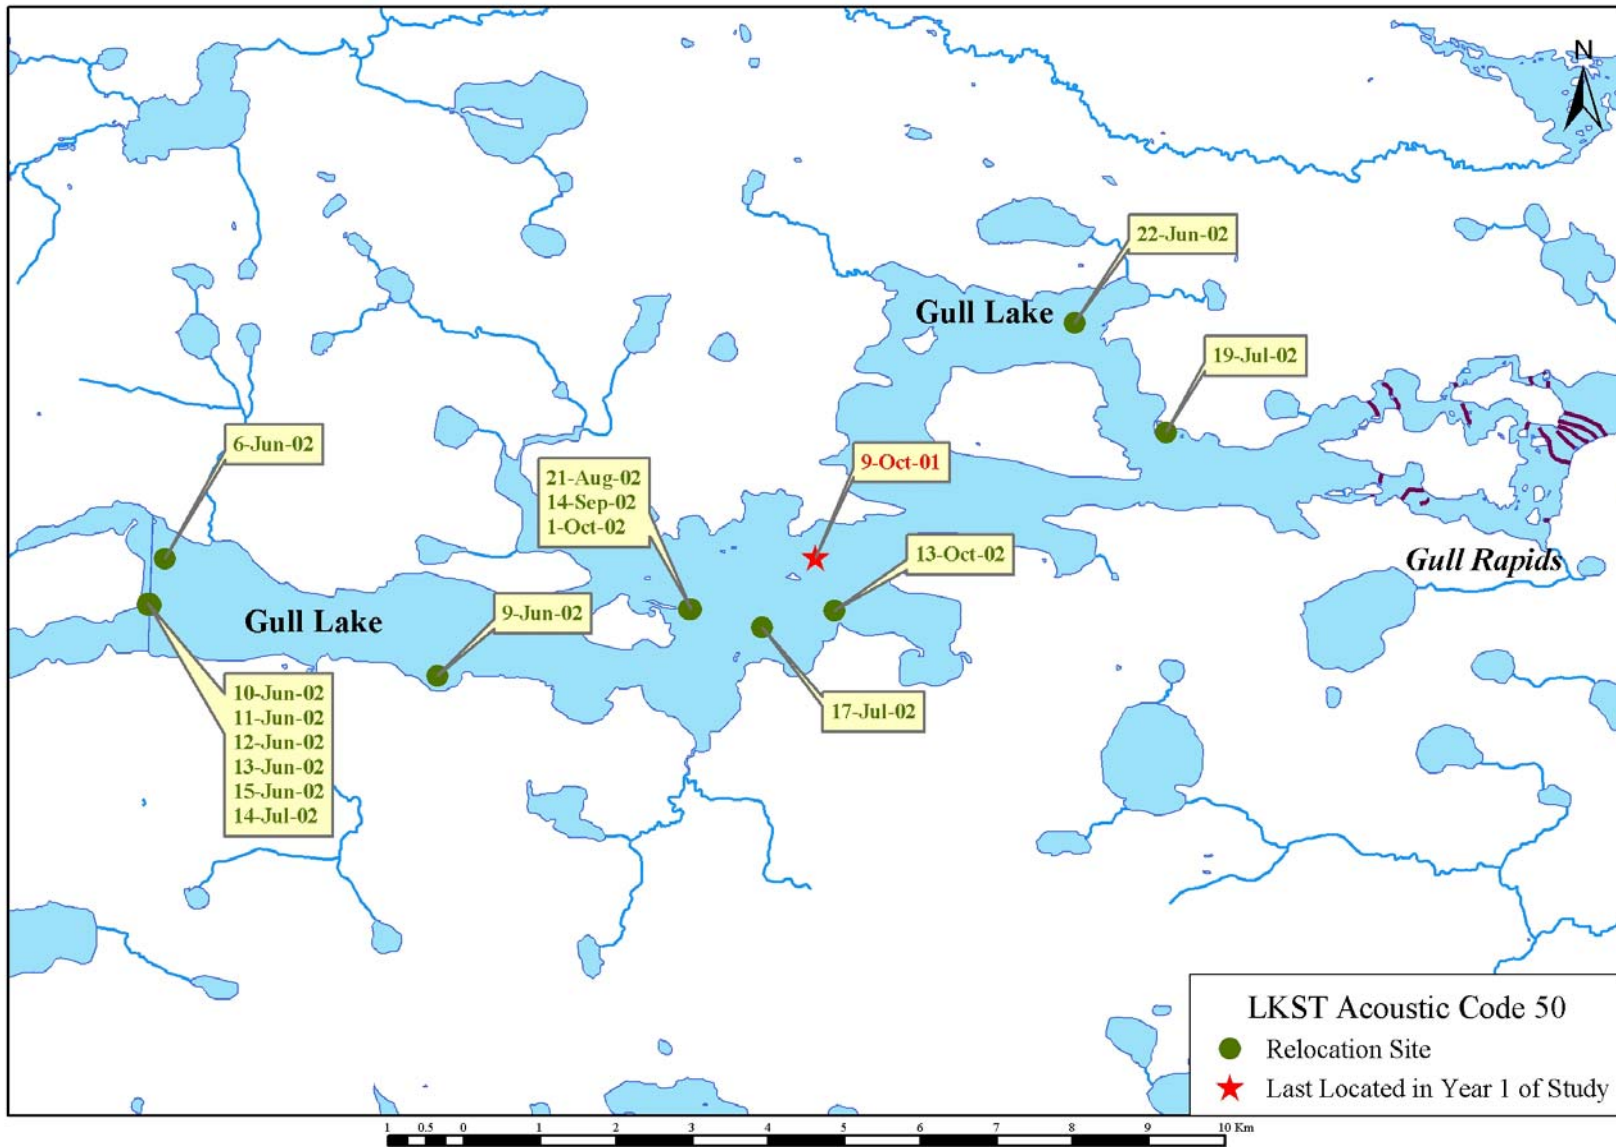 N
22-Jun-02
Gull Lake
19-Jul-02
6-Jun-02
9-Oct-01
21-Aug-02
14-Sep-02
1-Oct-02
13-Oct-02
Gull Rapids
9-Jun-02
Gull Lake
10-Jun-02
11-Jun-02
12-Jun-02
13-Jun-02
15-Jun-02
14-Jul-02
17-Jul-02
LKST Acoustic Code 50
Relocation Site
Last Located in Year 1 of Study
1 0.5 0 1 2 3 4 5 6 7 8 9 10 Km